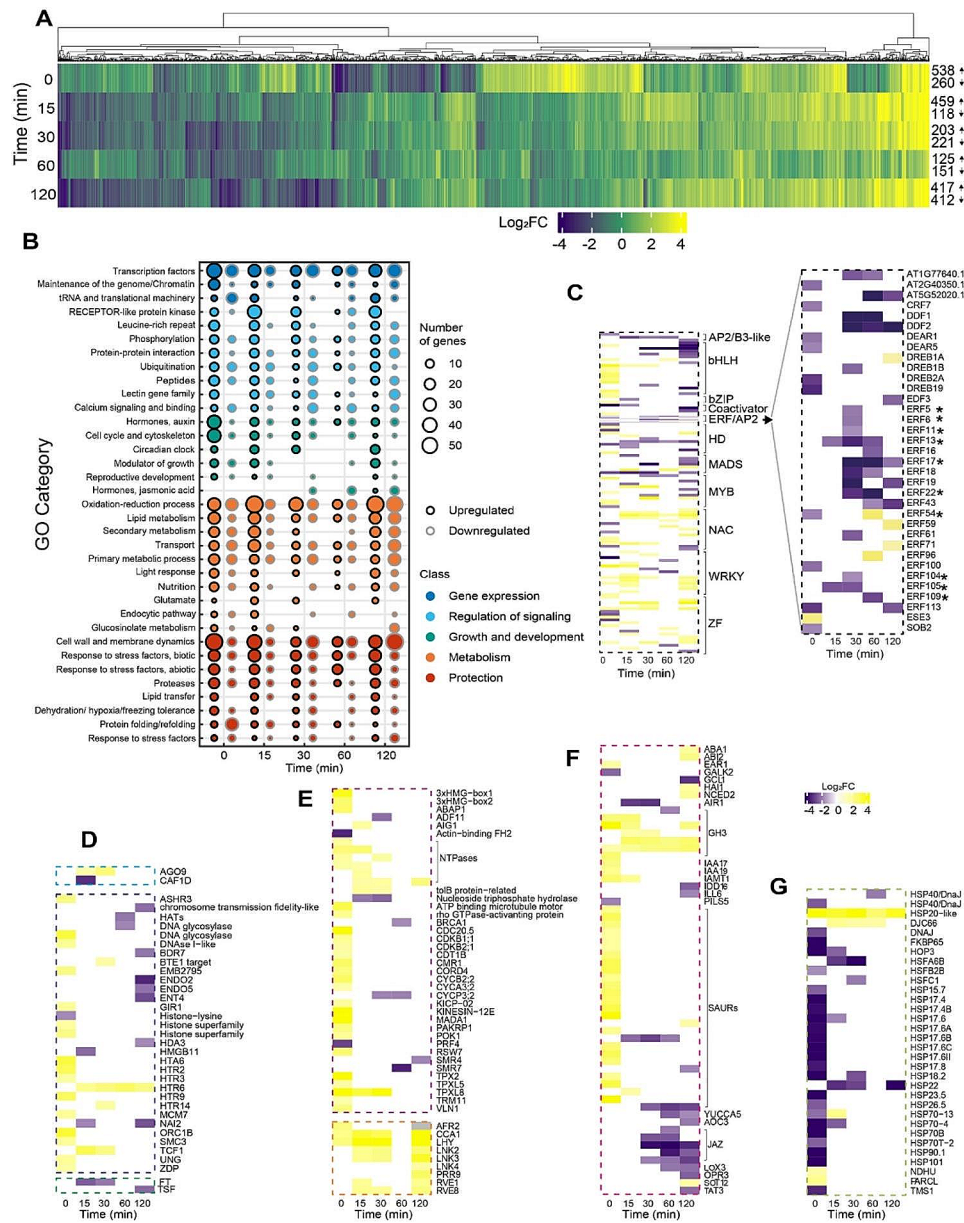 A
Time (min)
0
15
30
60
120
538 ↑
260 ↓
459 ↑
118 ↓
203 ↑
221 ↓
125 ↑
151 ↓
417 ↑
412 ↓
Log₂FC
-4 -2 0 2 4
B
GO Category
Transcription factors
Maintenance of the genome/Chromatin
tRNA and translational machinery
RECEPTOR-like protein kinase
Leucine-rich repeat
Phosphorylation
Protein-protein interaction
Ubiquitination
Peptides
Lectin gene family
Calcium signaling and binding
Hormones, auxin
Cell cycle and cytoskeleton
Circadian clock
Modulator of growth
Reproductive development
Hormones, jasmonic acid
Oxidation-reduction process
Lipid metabolism
Secondary metabolism
Transport
Primary metabolic process
Light response
Nutrition
Glutamate
Endocytic pathway
Glucosinolate metabolism
Cell wall and membrane dynamics
Response to stress factors, biotic
Response to stress factors, abiotic
Proteases
Lipid transfer
Dehydration/ hypoxia/freezing tolerance
Protein folding/refolding
Response to stress factors
0 15 30 60 120
Time (min)
Number
of genes
10
20
30
40
50
Upregulated
Downregulated
Class
Gene expression
Regulation of signaling
Growth and development
Metabolism
Protection
C
AP2/B3-like
bHLH
bZIP
Coactivator
ERF/AP2
HD
MADS
MYB
NAC
WRKY
ZF
0 15 30 60 120
Time (min)
AT1G77640.1
AT2G40350.1
AT5G52020.1
CRF7
DDF1
DDF2
DEAR1
DEAR5
DREB1A
DREB1B
DREB2A
DREB19
EDF3
ERF5 *
ERF6 *
ERF11 *
ERF13 *
ERF16
ERF17 *
ERF18
ERF19
ERF22 *
ERF43
ERF54 *
ERF59
ERF61
ERF71
ERF96
ERF100
ERF104 *
ERF105 *
ERF109 *
ERF113
ESE3
SOB2
0 15 30 60 120
Time (min)
D
AGO9
CAF1D
ASHR3
chromosome transmission fidelity-like
HATs
DNA glycosylase
DNA glycosylase
DNAse I-like
BDR7
BTE1 target
EMB2795
ENDO2
ENDO5
ENT4
GIR1
Histone-lysine
Histone superfamily
Histone superfamily
HDA3
HMGB11
HTA6
HTR2
HTR3
HTR6
HTR9
HTR14
MCM7
NAI2
ORC1B
SMC3
TCF1
UNG
ZDP
FT
TSF
0 15 30 60 120
Time (min)
E
3xHMG-box1
3xHMG-box2
ABAP1
ADF11
AIG1
Actin-binding FH2
NTPases
tolB protein-related
Nucleoside triphosphate hydrolase
ATP binding microtubule motor
rho GTPase-activating protein
BRCA1
CDC20.5
CDKB1;1
CDKB2;1
CDT1B
CMR1
CORD4
CYCB2;2
CYCA3;2
CYCP3;2
KICP-02
KINESIN-12E
MADA1
PAKRP1
POK1
PRF4
RSW7
SMR4
SMR7
TPX2
TPXL5
TPXL8
TRM11
VLN1
AFR2
CCA1
LHY
LNK2
LNK3
LNK4
PRR9
RVE1
RVE8
0 15 30 60 120
Time (min)
F
ABA1
ABI2
EAR1
GALK2
GCL1
HAI1
NCED2
AIR1
GH3
IAA17
IAA19
IAMT1
IDD16
ILL6
PILS5
SAURs
YUCCA5
AOC3
JAZ
LOX3
OPR3
SOT12
TAT3
0 15 30 60 120
Time (min)
Log₂FC
-4 -2 0 2 4
G
HSP40/DnaJ
HSP40/DnaJ
HSP20-like
DJC66
DNAJ
FKBP65
HOP3
HSFA6B
HSFB2B
HSFC1
HSP15.7
HSP17.4
HSP17.4B
HSP17.6
HSP17.6A
HSP17.6B
HSP17.6C
HSP17.6II
HSP17.8
HSP18.2
HSP22
HSP23.5
HSP26.5
HSP70-13
HSP70-4
HSP70B
HSP70T-2
HSP90.1
HSP101
NDHU
PARCL
TMS1
0 15 30 60 120
Time (min)